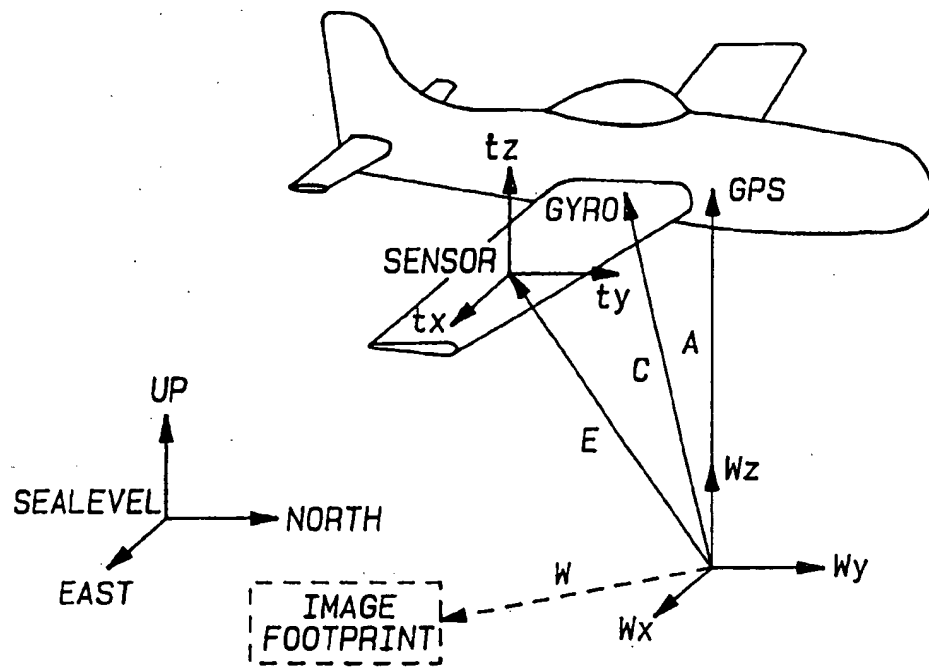 tz
GPS
GYRO
SENSOR
ty
tx
A
C
UP
E
Wz
SEALEVEL
NORTH
W
Wy
EAST
IMAGE
FOOTPRINT
Wx